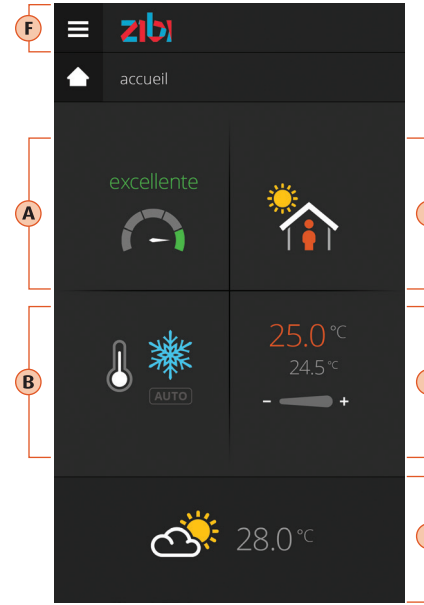 F
zibi
accueil
A
excellente
B
AUTO
25.0 °C
24.5 °C
- +
28.0 °C